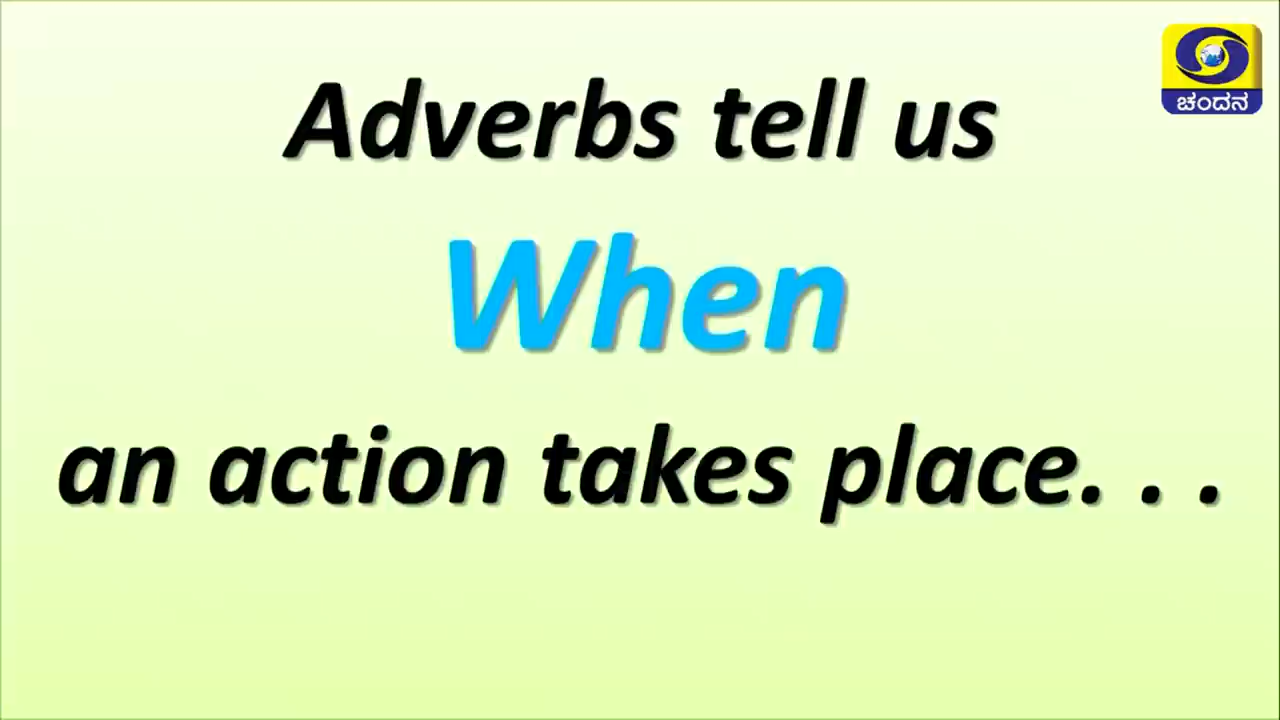 ಚಂದನ
Adverbs tell us
When
an action takes place. . .